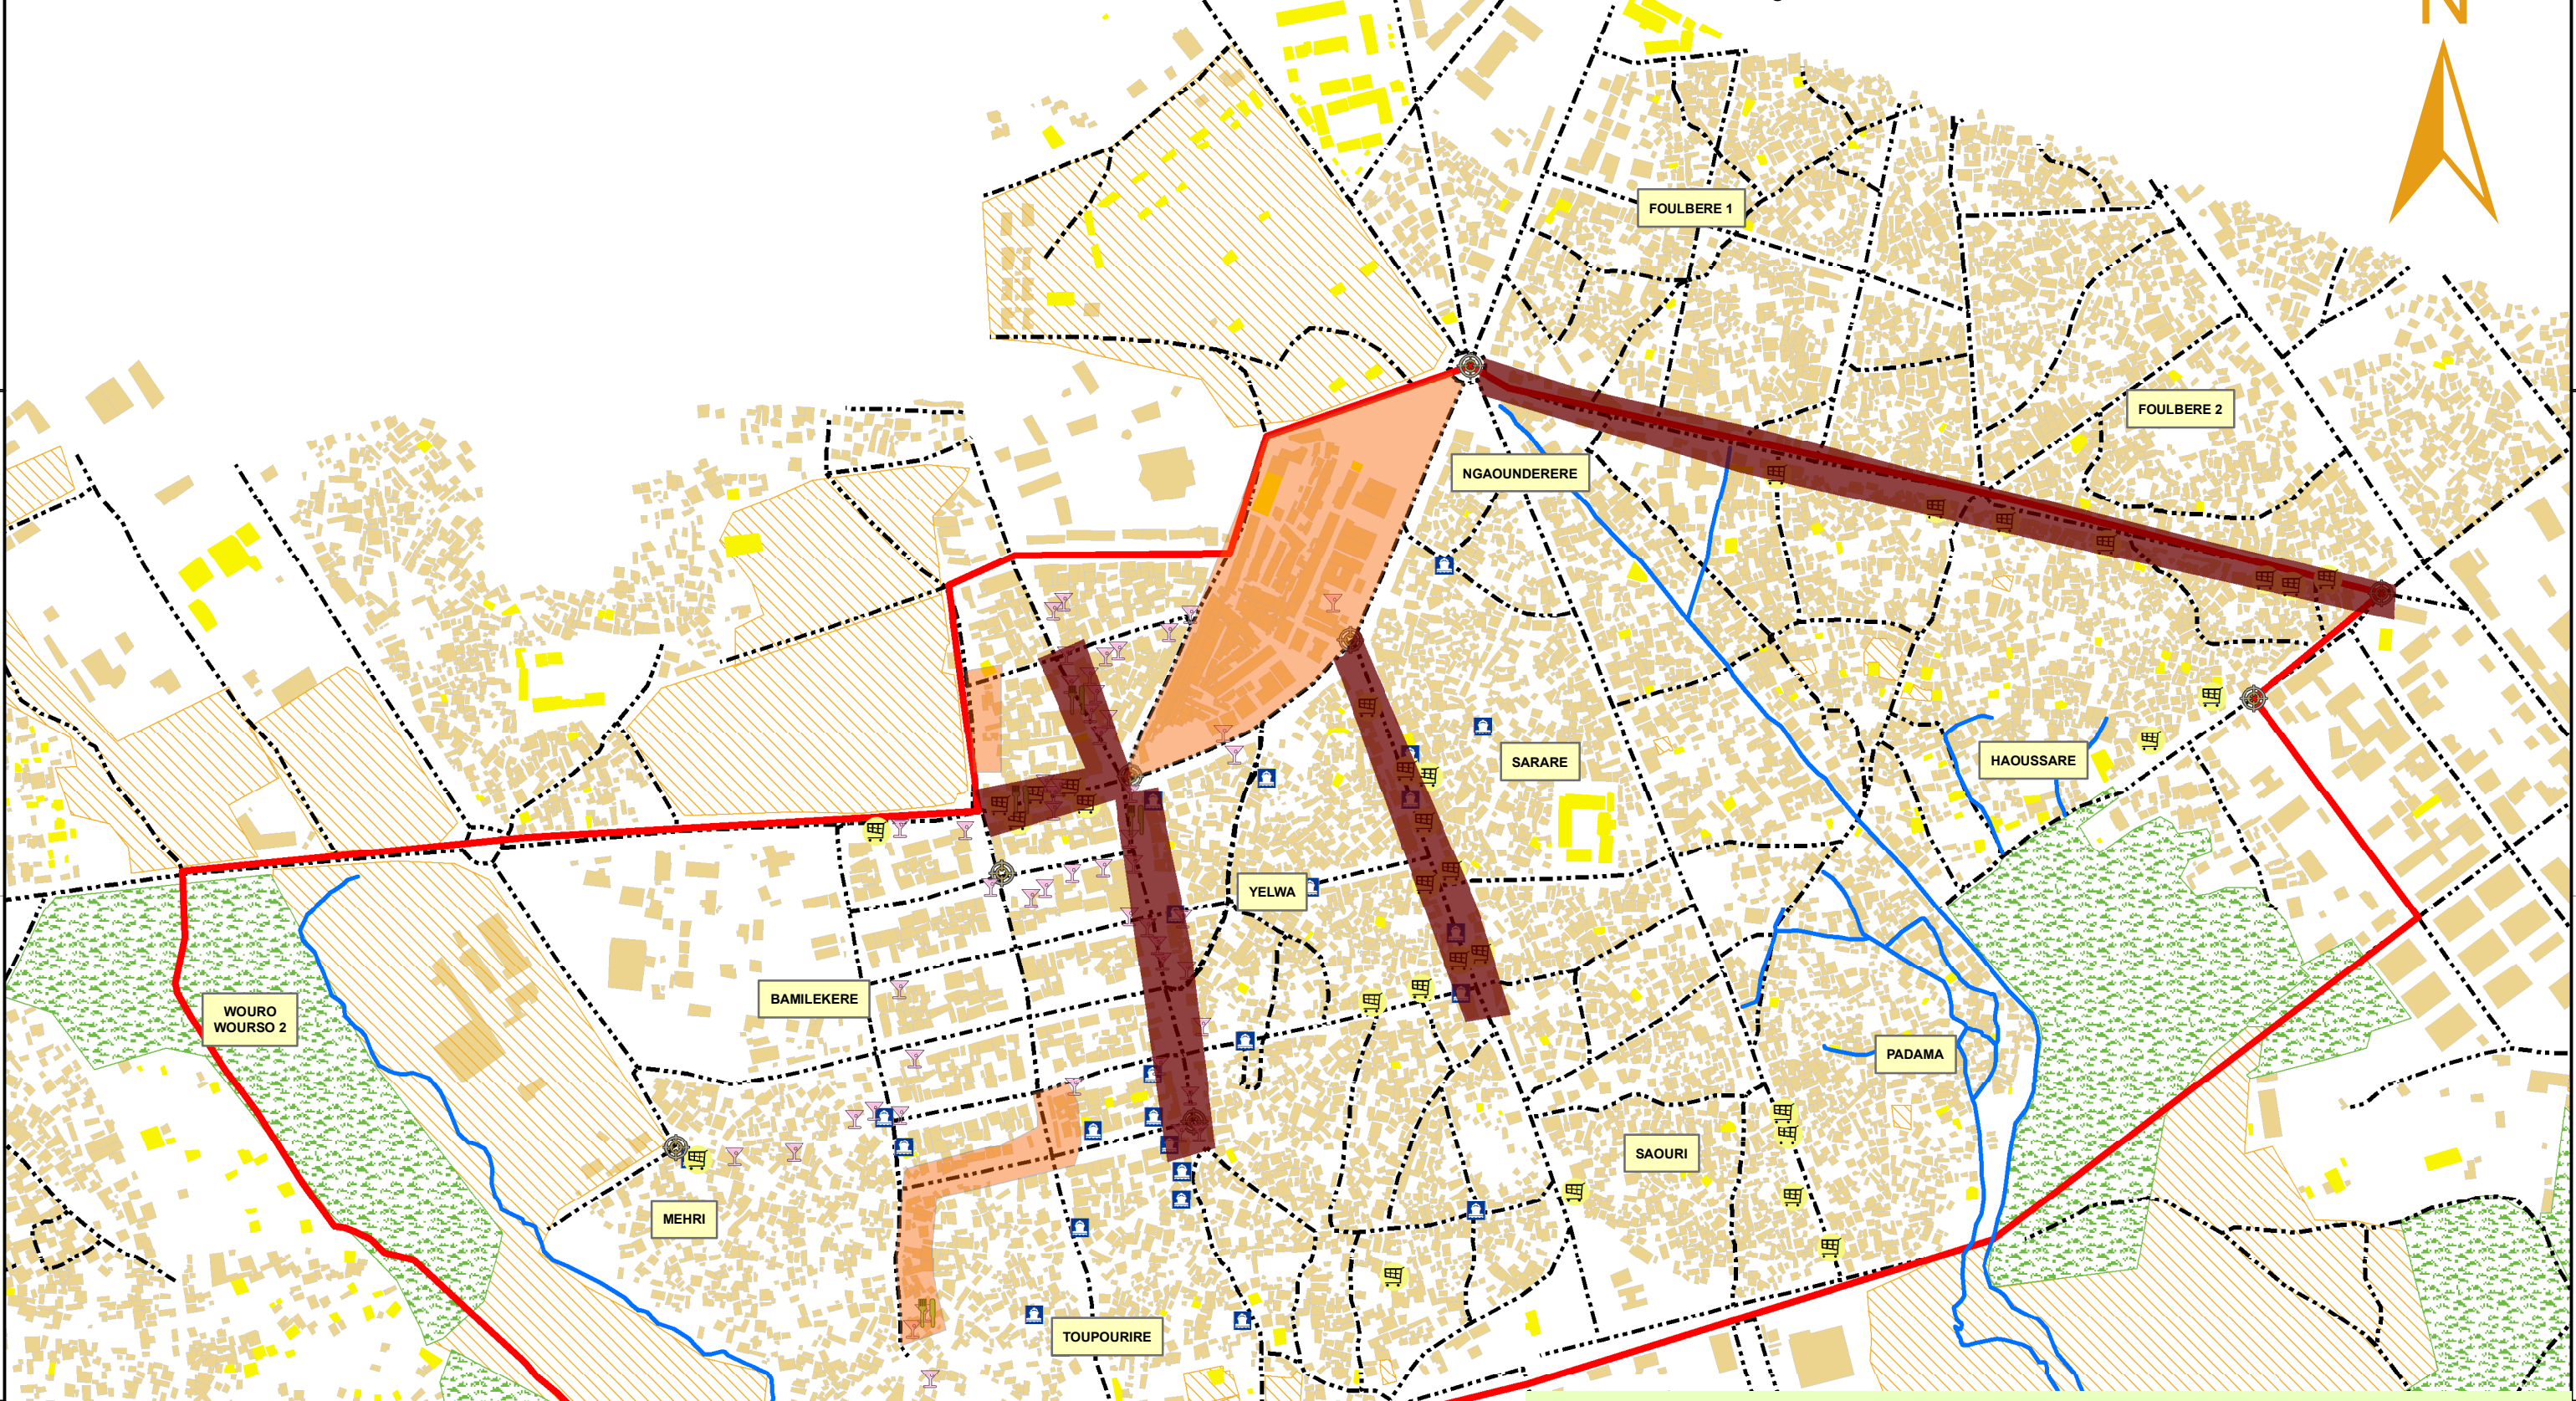 N
FOULBERE 1
FOULBERE 2
NGAOUNDERERE
SARARE
HAOUSSARE
YELWA
BAMILEKERE
WOURO
WOURSO 2
PADAMA
SAOURI
MEHRI
TOUPOURIRE